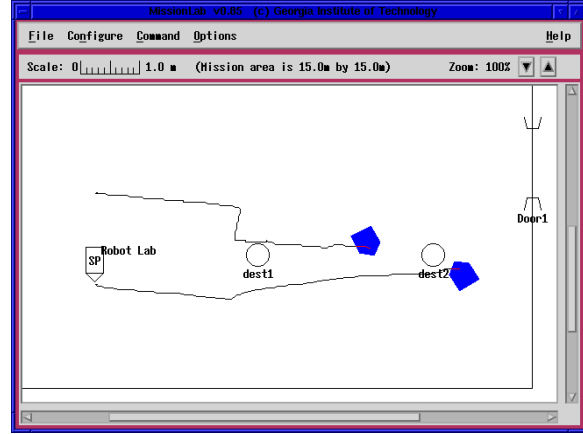 MissionLab v0.85 (c) Georgia Institute of Technology
File Configure Command Options Help
Scale: 0 1.0 m (Mission area is 15.0m by 15.0m) Zoom: 100%
Door1
Robot Lab
SP
dest1
dest2